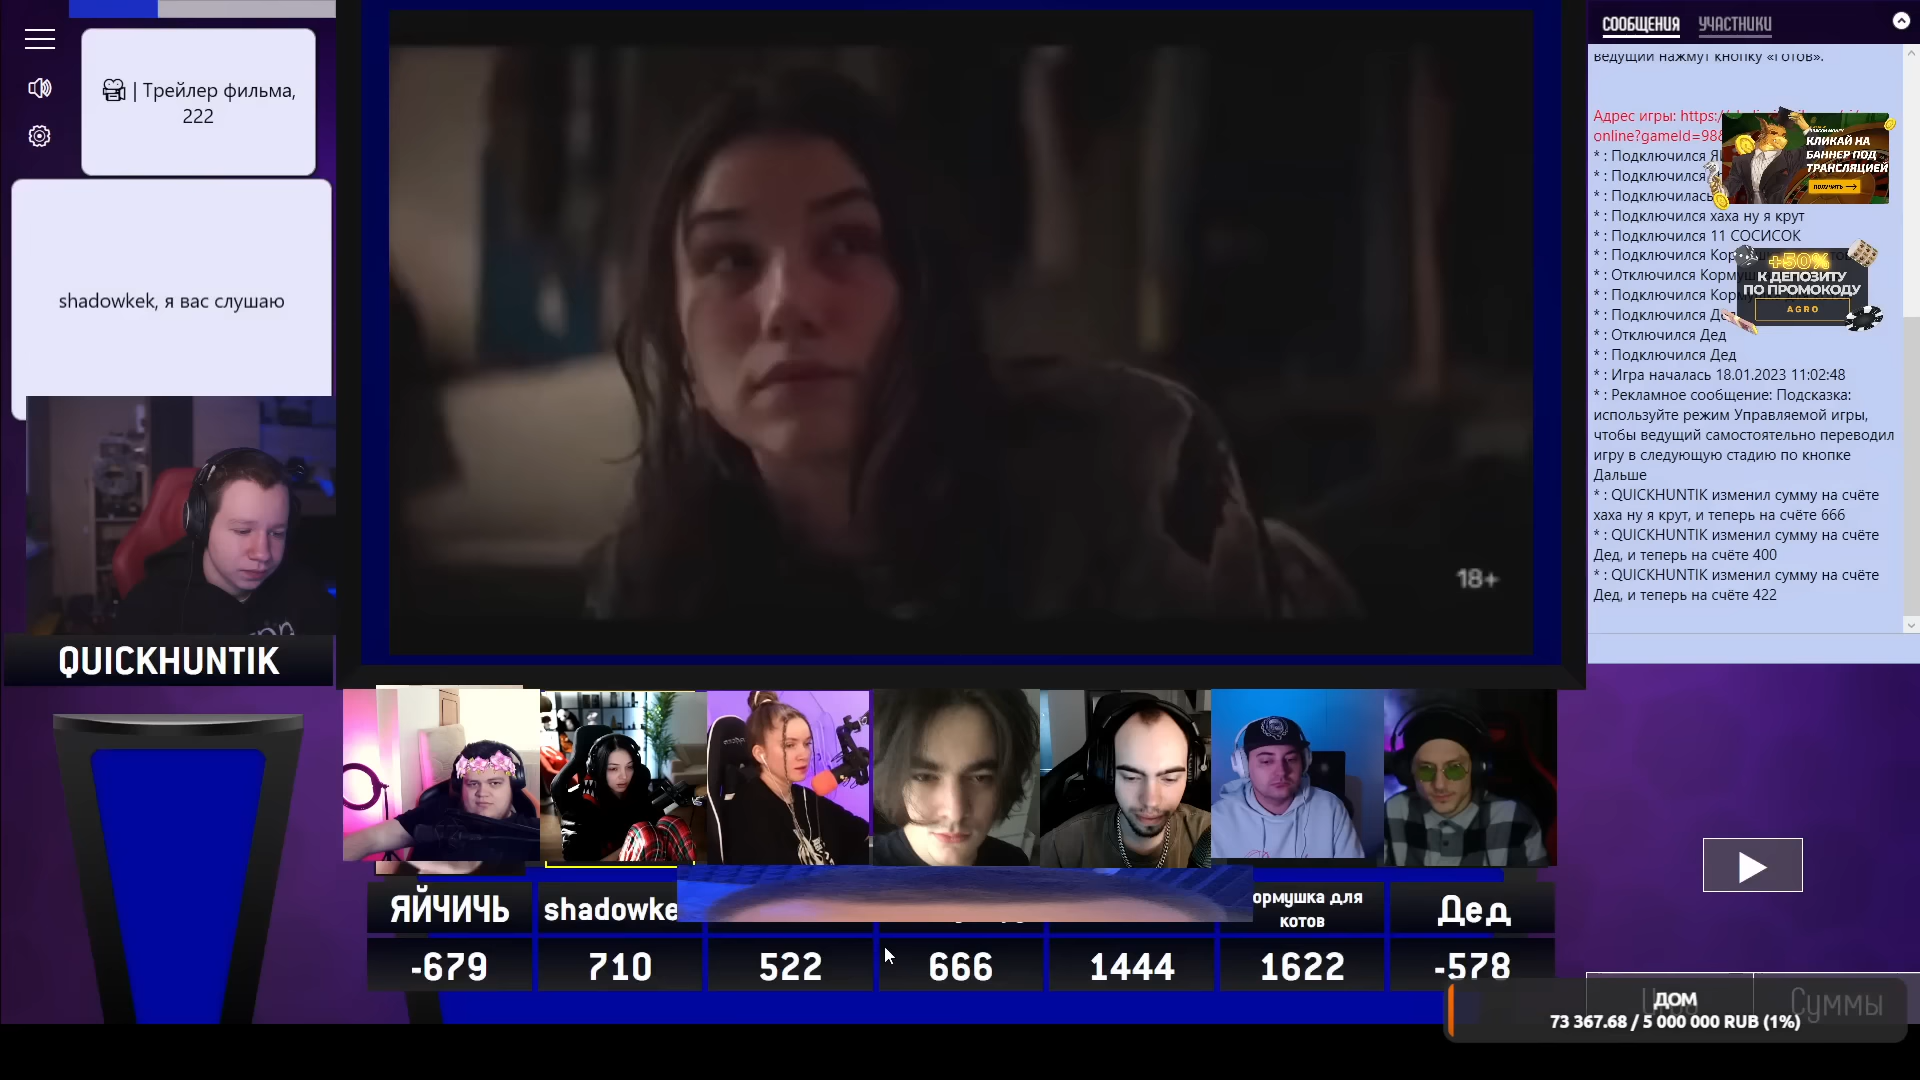 | Трейлер фильма,
222
shadowkek, я вас слушаю
QUICKHUNTIK
18+
СООБЩЕНИЯ УЧАСТНИКИ
ведущий нажмут кнопку «Готов».
Адрес игры:
online?gameId=98
* : Подключился
* : Подключился
* : Подключилась
* : Подключился хаха ну я крут
* : Подключился 11 СОСИСОК
* : Подключился
* : Отключился
* : Подключился
* : Подключился
* : Отключился Дед
* : Подключился Дед
* : Игра началась 18.01.2023 11:02:48
* : Рекламное сообщение: Подсказка:
используйте режим Управляемой игры,
чтобы ведущий самостоятельно переводил
игру в следующую стадию по кнопке
Дальше
* : QUICKHUNTIK изменил сумму на счёте
хаха ну я крут, и теперь на счёте 666
* : QUICKHUNTIK изменил сумму на счёте
Дед, и теперь на счёте 400
* : QUICKHUNTIK изменил сумму на счёте
Дед, и теперь на счёте 422
КЛИКАЙ НА
БАННЕР ПОД
ТРАНСЛЯЦИЕЙ
ПОЛУЧИТЬ
+50%
К ДЕПОЗИТУ
ПО ПРОМОКОДУ
AGRO
ЯЙЧИЧЬ
shadowke
ормушка для
котов
Дед
-679
710
522
666
1444
1622
-578
Суммы
ДОМ
73 367.68 / 5 000 000 RUB (1%)